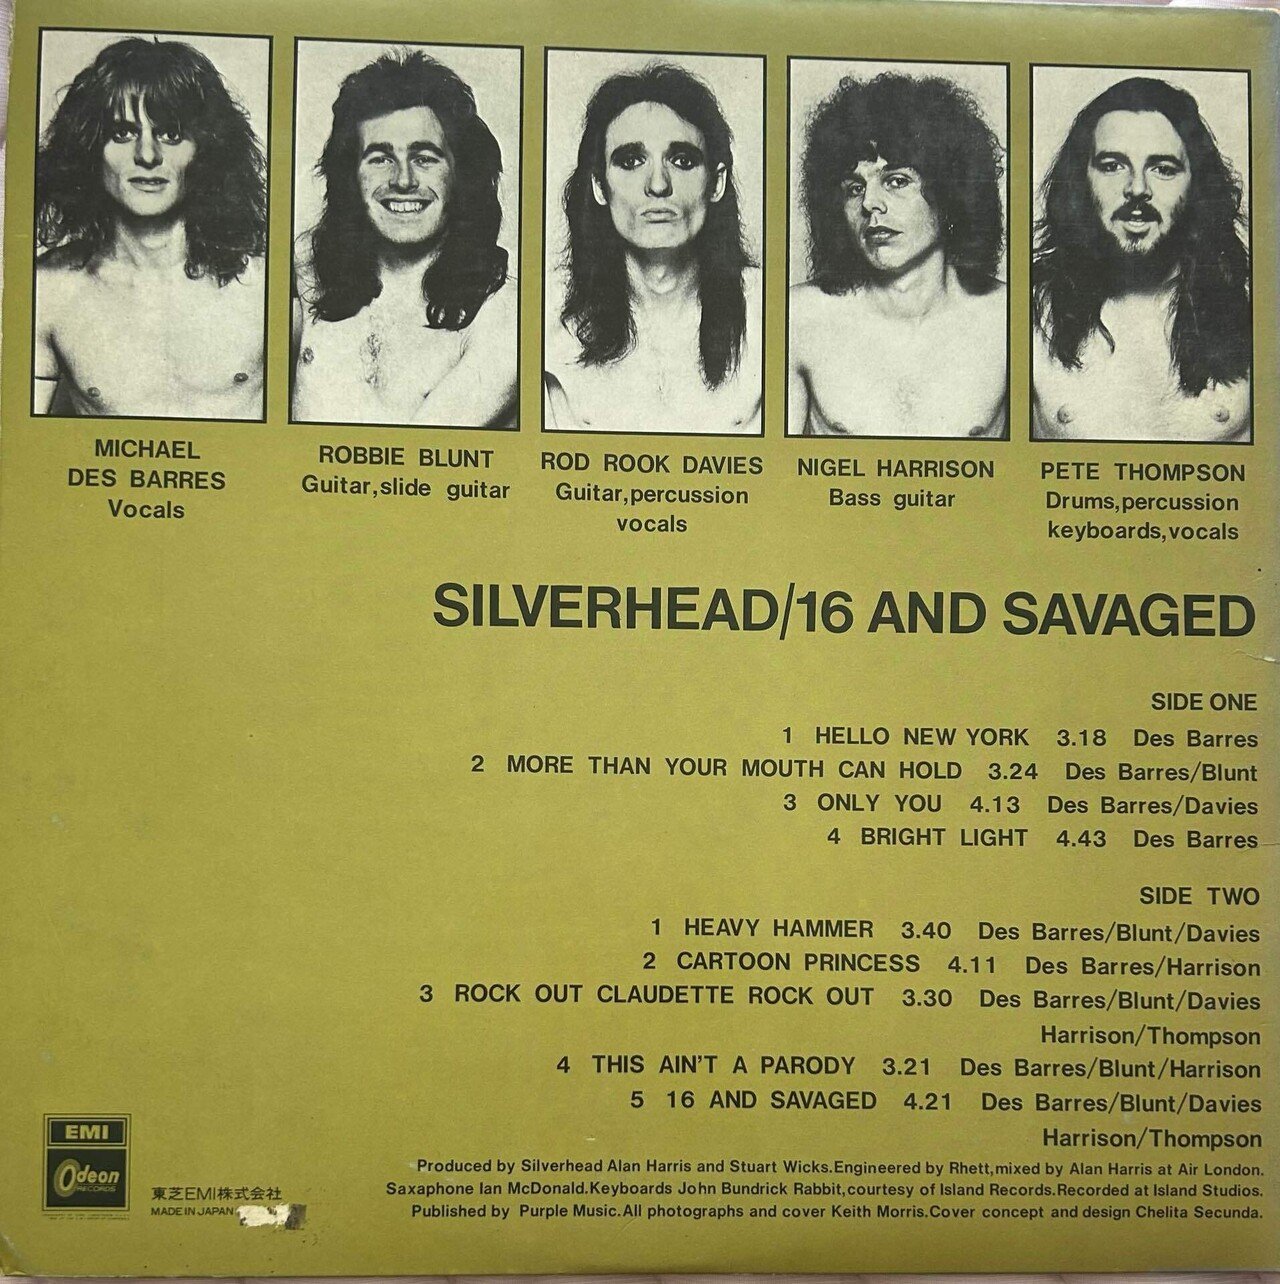 MICHAEL
DES BARRES
Vocals
ROBBIE BLUNT
Guitar,slide guitar
ROD ROOK DAVIES
Guitar,percussion
vocals
NIGEL HARRISON
Bass guitar
PETE THOMPSON
Drums,percussion
keyboards,vocals
SILVERHEAD/16 AND SAVAGED
SIDE ONE
1 HELLO NEW YORK 3.18 Des Barres
2 MORE THAN YOUR MOUTH CAN HOLD 3.24 Des Barres/Blunt
3 ONLY YOU 4.13 Des Barres/Davies
4 BRIGHT LIGHT 4.43 Des Barres
SIDE TWO
1 HEAVY HAMMER 3.40 Des Barres/Blunt/Davies
2 CARTOON PRINCESS 4.11 Des Barres/Harrison
3 ROCK OUT CLAUDETTE ROCK OUT 3.30 Des Barres/Blunt/Davies
Harrison/Thompson
4 THIS AIN'T A PARODY 3.21 Des Barres/Blunt/Harrison
5 16 AND SAVAGED 4.21 Des Barres/Blunt/Davies
Harrison/Thompson
Produced by Silverhead Alan Harris and Stuart Wicks.Engineered by Rhett,mixed by Alan Harris at Air London.
Saxaphone Ian McDonald.Keyboards John Bundrick Rabbit,courtesy of Island Records.Recorded at Island Studios.
Published by Purple Music.All photographs and cover Keith Morris.Cover concept and design Chelita Secunda.
EMI
Odeon
RECORDS
東芝EMI株式会社
MADE IN JAPAN